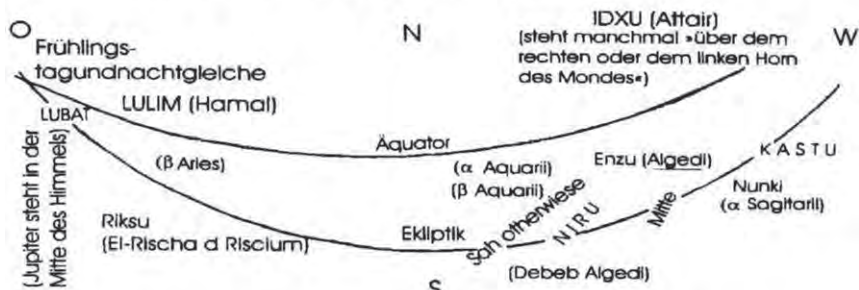 O
N
W
IDXU (Attair)
(steht manchmal »über dem
rechten oder dem linken Horn
des Mondes«)
Frühlings-
tagundnachtgleiche
LULIM (Hamal)
LUBAT
(Jupiter steht in der
Mitte des Himmels)
Äquator
(β Aries)
(α Aquarii)
(β Aquarii)
Enzu (Algedi)
KASTU
Nunki
(α Sagitarii)
Riksu
(El-Rischa d Riscium)
Ekliptik
Sah otherwiese
NIRU
Mitte
(Debeb Algedi)
S